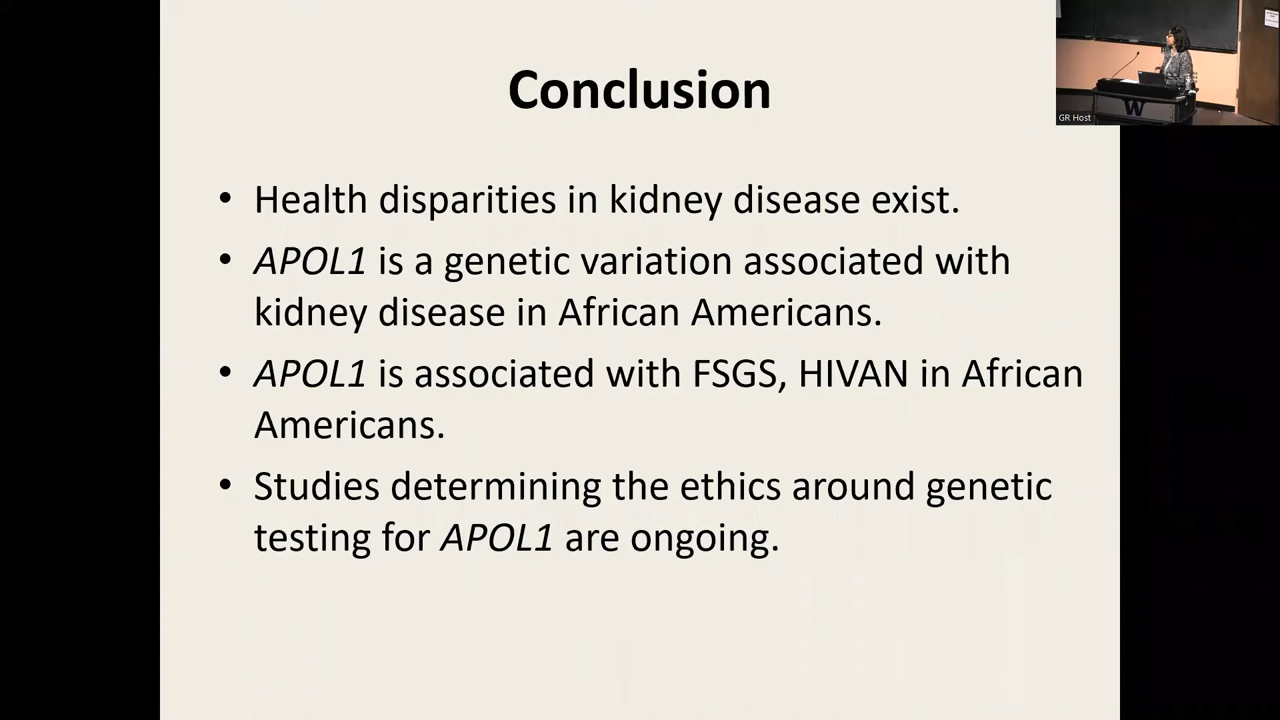 Conclusion
GR Host
W
• Health disparities in kidney disease exist.
• APOL1 is a genetic variation associated with
kidney disease in African Americans.
• APOL1 is associated with FSGS, HIVAN in African
Americans.
• Studies determining the ethics around genetic
testing for APOL1 are ongoing.